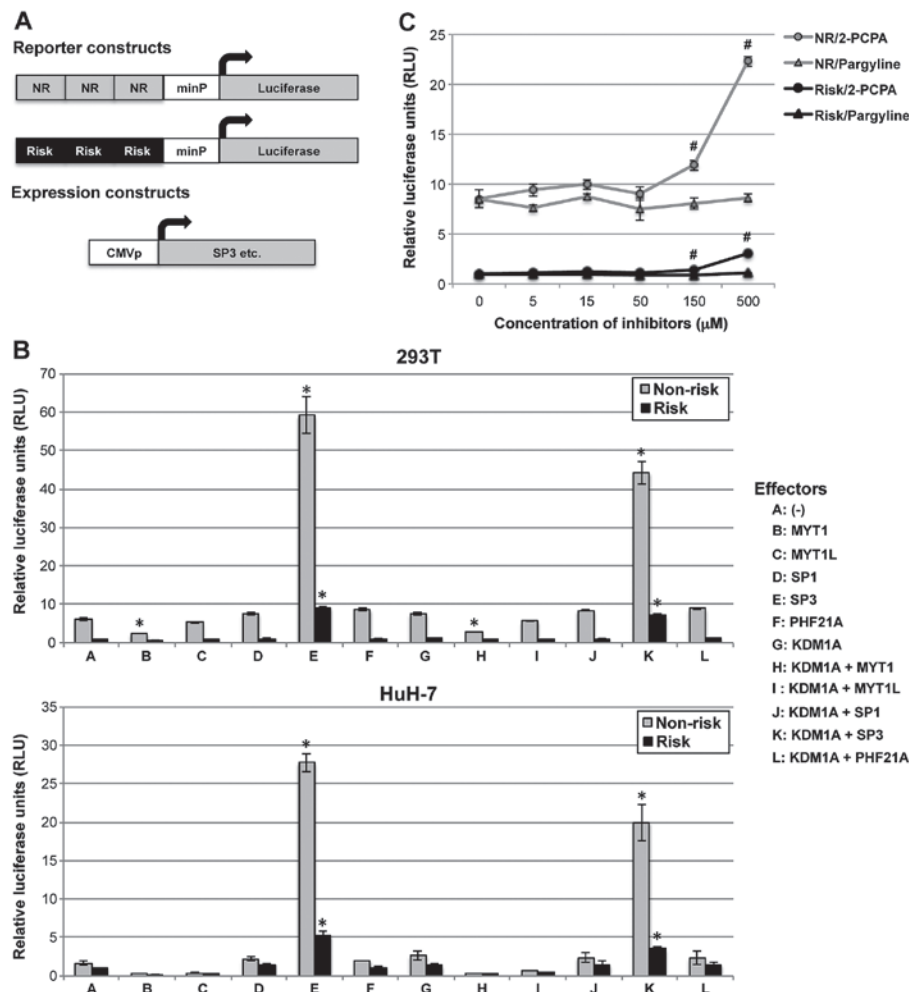 A
Reporter constructs
NR NR NR minP Luciferase
Risk Risk Risk minP Luciferase
Expression constructs
CMVp SP3 etc.
C
Relative luciferase units (RLU)
25
20
15
10
5
0
# #
# #
0 5 15 50 150 500
Concentration of inhibitors (μM)
NR/2-PCPA
NR/Pargyline
Risk/2-PCPA
Risk/Pargyline
B
293T
Relative luciferase units (RLU)
70
60
50
40
30
20
10
0
* * * * * *
Non-risk
Risk
A B C D E F G H I J K L
HuH-7
Relative luciferase units (RLU)
35
30
25
20
15
10
5
0
* * * *
Non-risk
Risk
A B C D E F G H I J K L
Effectors
A: (-)
B: MYT1
C: MYT1L
D: SP1
E: SP3
F: PHF21A
G: KDM1A
H: KDM1A + MYT1
I : KDM1A + MYT1L
J: KDM1A + SP1
K: KDM1A + SP3
L: KDM1A + PHF21A